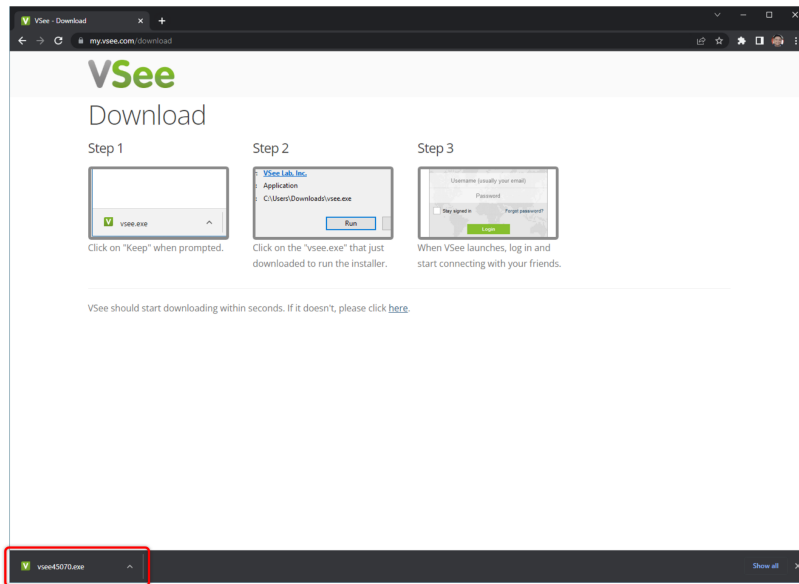 VSee - Download
my.vsee.com/download
VSee
Download
Step 1
Step 2
Step 3
vsee.exe
VSee Lab, Inc.
Application
C:\Users\Downloads\vsee.exe
Run
Username (usually your email)
Password
Stay signed in
Forgot password?
Login
Click on "Keep" when prompted.
Click on the "vsee.exe" that just
downloaded to run the installer.
When VSee launches, log in and
start connecting with your friends.
VSee should start downloading within seconds. If it doesn't, please click here.
vsee45070.exe
Show all